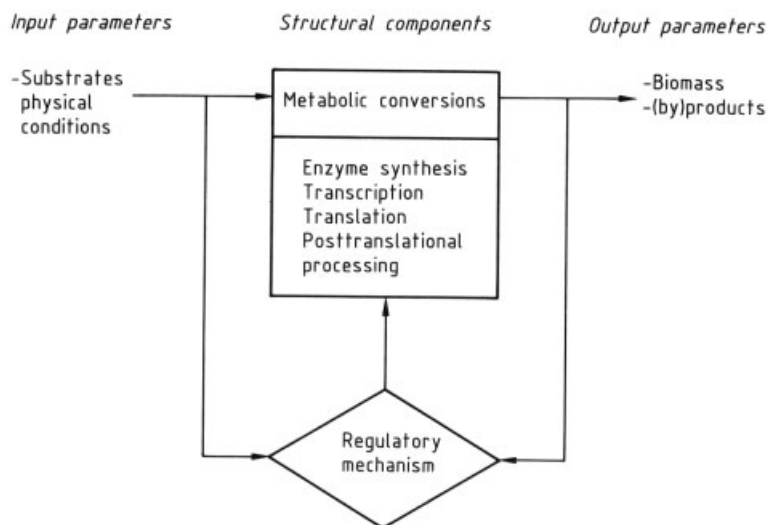 Input parameters
Structural components
Output parameters
-Substrates
physical
conditions
Metabolic conversions
-Biomass
-(by)products
Enzyme synthesis
Transcription
Translation
Posttranslational
processing
Regulatory
mechanism